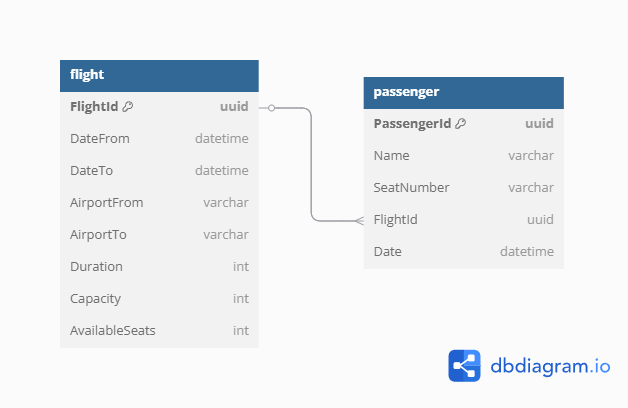 flight
FlightId uuid
DateFrom datetime
DateTo datetime
AirportFrom varchar
AirportTo varchar
Duration int
Capacity int
AvailableSeats int
passenger
PassengerId uuid
Name varchar
SeatNumber varchar
FlightId uuid
Date datetime
dbdiagram.io